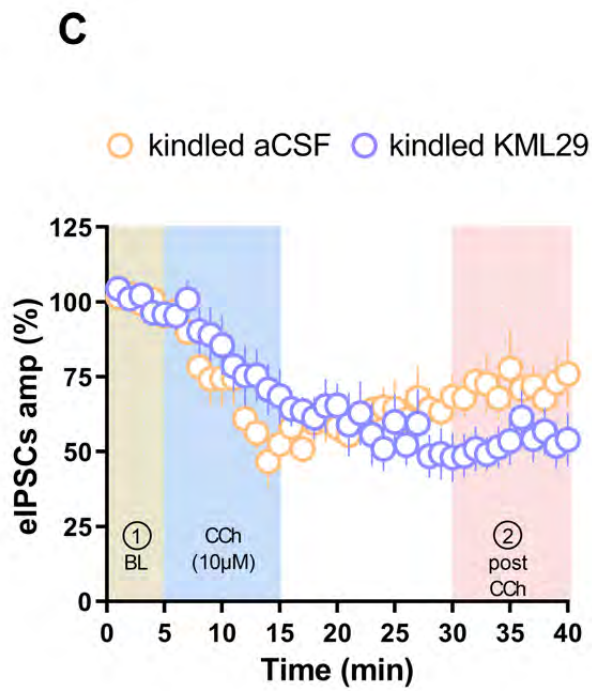 C
kindled aCSF kindled KML29
eIPSCs amp (%)
125
100
75
50
25
0
1
BL
CCh
(10µM)
2
post
CCh
0 5 10 15 20 25 30 35 40
Time (min)